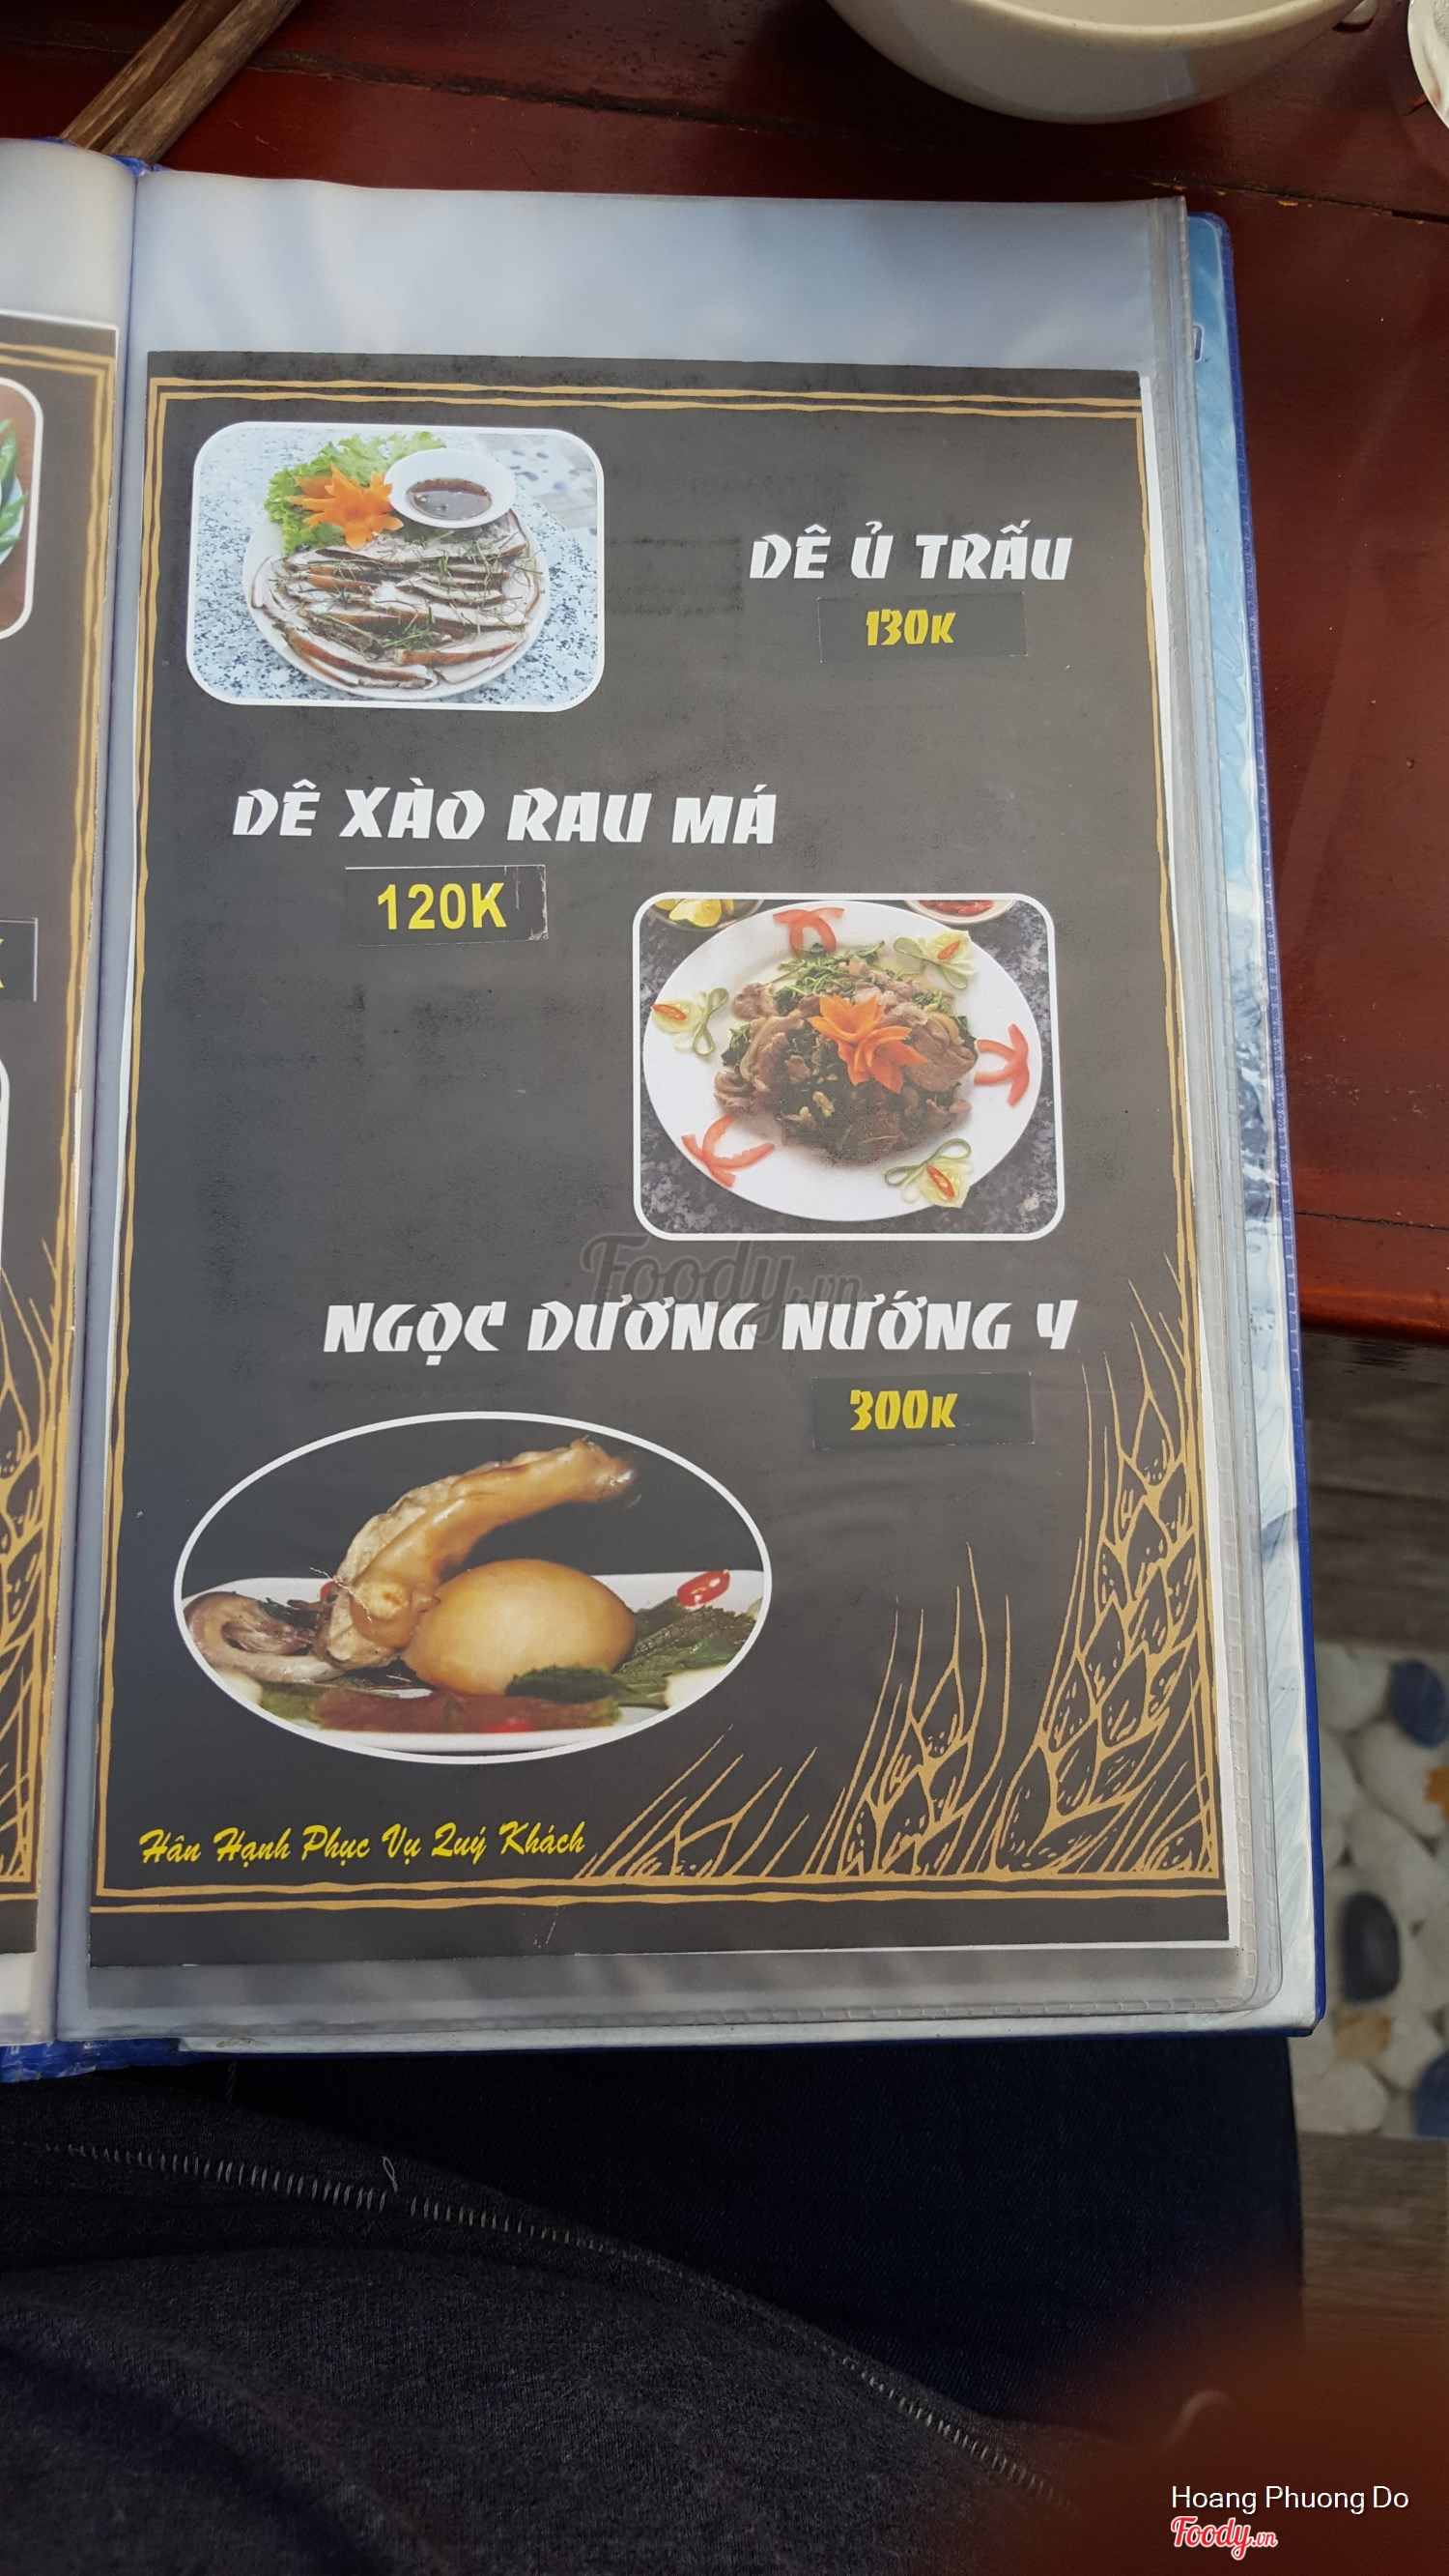 DÊ Ủ TRẤU
130K
DÊ XÀO RAU MÁ
120K
Foody.vn
NGỌC DƯƠNG NƯỚNG Y
300K
Hân Hạnh Phục Vụ Quý Khách
Hoang Phuong Do
Foody.vn